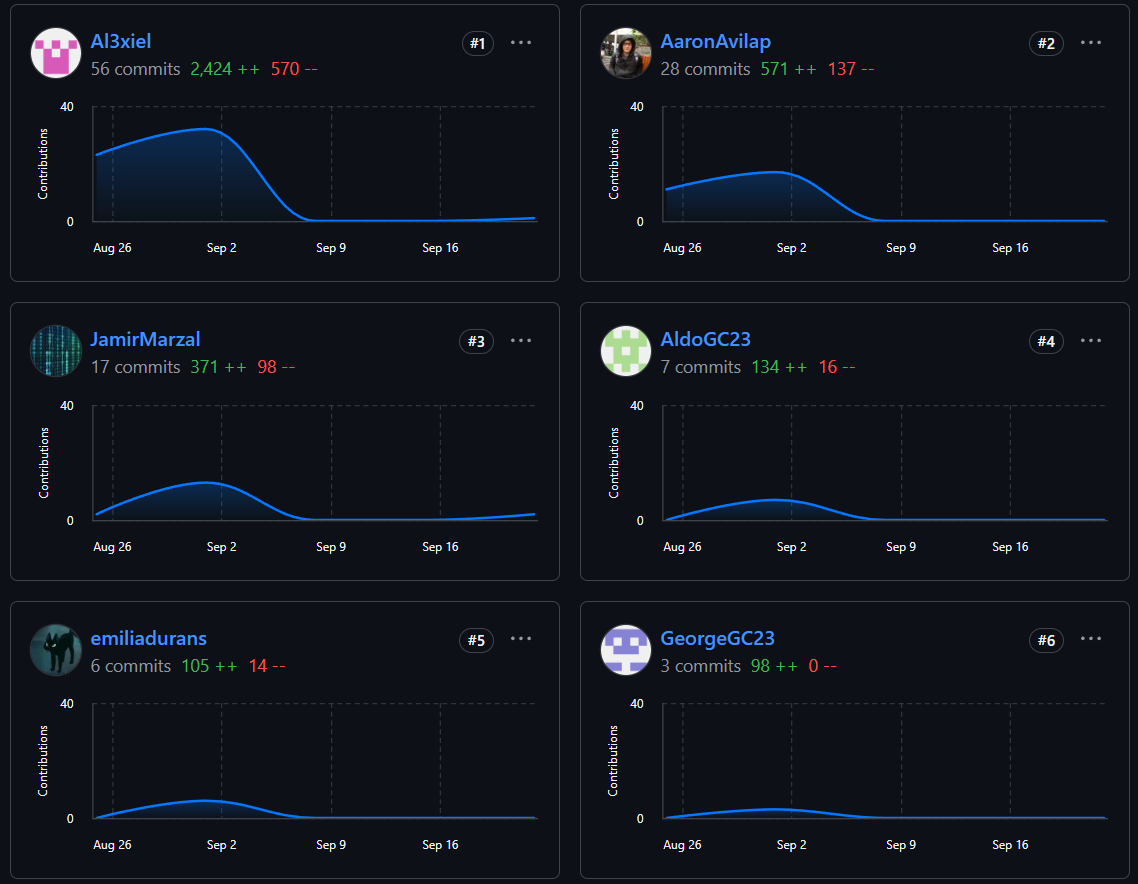 Al3xiel
#1
56 commits 2,424 ++ 570 --
40
Contributions
0
Aug 26 Sep 2 Sep 9 Sep 16
AaronAvilap
#2
28 commits 571 ++ 137 --
40
Contributions
0
Aug 26 Sep 2 Sep 9 Sep 16
JamirMarzal
#3
17 commits 371 ++ 98 --
40
Contributions
0
Aug 26 Sep 2 Sep 9 Sep 16
AldoGC23
#4
7 commits 134 ++ 16 --
40
Contributions
0
Aug 26 Sep 2 Sep 9 Sep 16
emiliadurans
#5
6 commits 105 ++ 14 --
40
Contributions
0
Aug 26 Sep 2 Sep 9 Sep 16
GeorgeGC23
#6
3 commits 98 ++ 0 --
40
Contributions
0
Aug 26 Sep 2 Sep 9 Sep 16